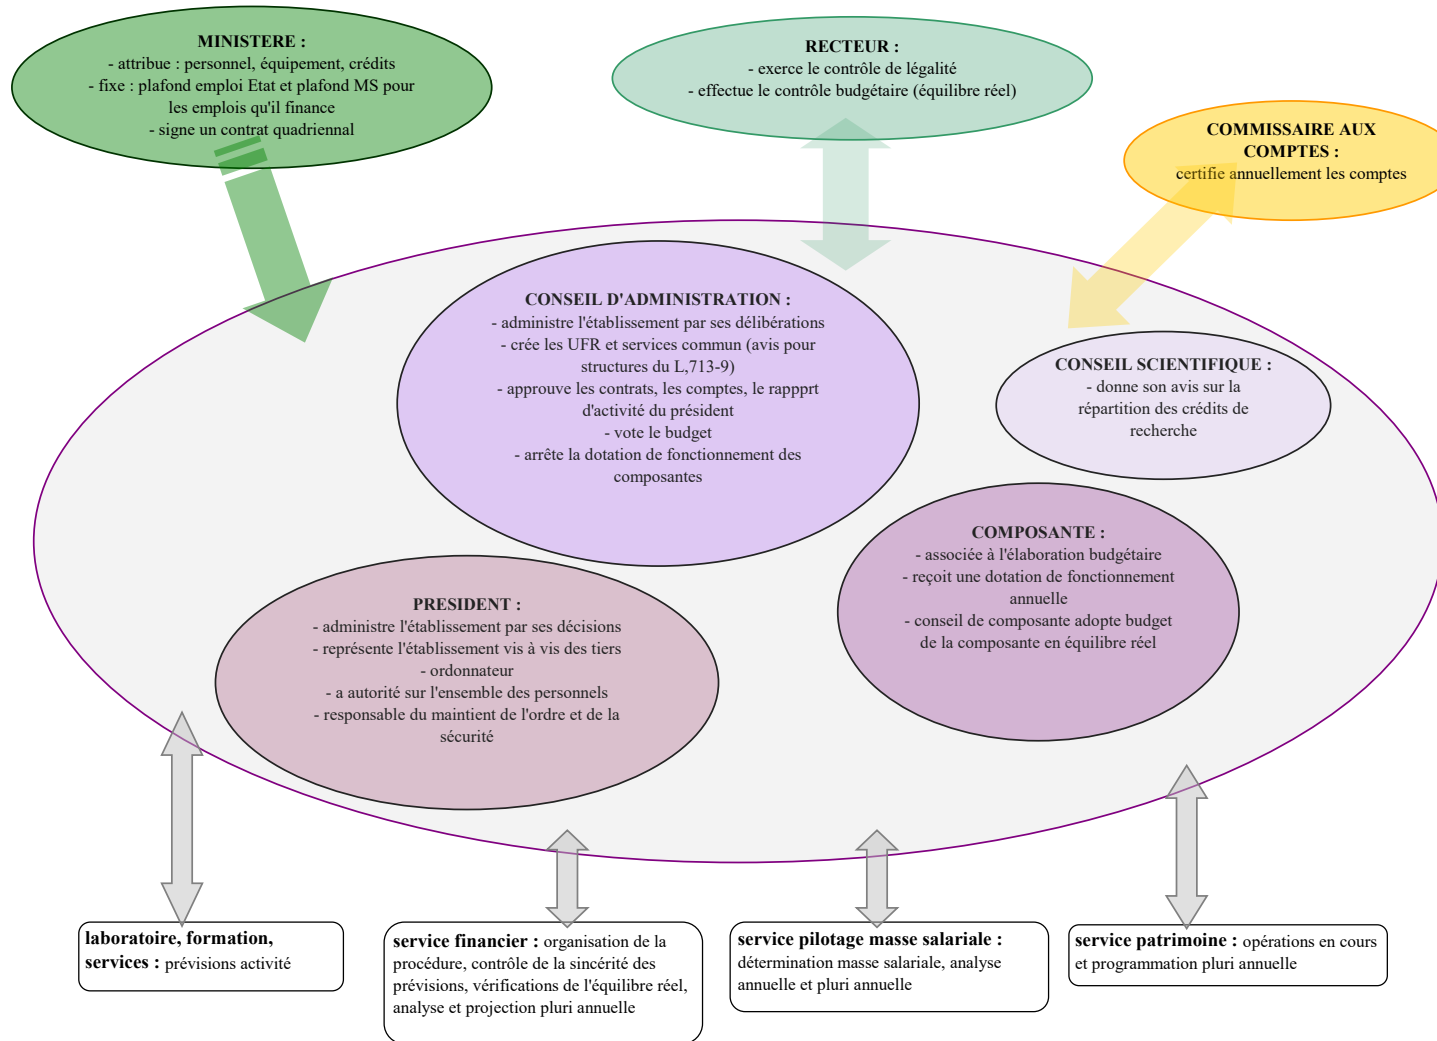 MINISTERE :
- attribue : personnel, équipement, crédits
- fixe : plafond emploi Etat et plafond MS pour
les emplois qu'il finance
- signe un contrat quadriennal
RECTEUR :
- exerce le contrôle de légalité
- effectue le contrôle budgétaire (équilibre réel)
COMMISSAIRE AUX
COMPTES :
certifie annuellement les comptes
CONSEIL D'ADMINISTRATION :
- administre l'établissement par ses délibérations
- crée les UFR et services commun (avis pour
structures du L,713-9)
- approuve les contrats, les comptes, le rappprt
d'activité du président
- vote le budget
- arrête la dotation de fonctionnement des
composantes
CONSEIL SCIENTIFIQUE :
- donne son avis sur la
répartition des crédits de
recherche
COMPOSANTE :
- associée à l'élaboration budgétaire
- reçoit une dotation de fonctionnement
annuelle
- conseil de composante adopte budget
de la composante en équilibre réel
PRESIDENT :
- administre l'établissement par ses décisions
- représente l'établissement vis à vis des tiers
- ordonnateur
- a autorité sur l'ensemble des personnels
- responsable du maintient de l'ordre et de la
sécurité
laboratoire, formation,
services : prévisions activité
service financier : organisation de la
procédure, contrôle de la sincérité des
prévisions, vérifications de l'équilibre réel,
analyse et projection pluri annuelle
service pilotage masse salariale :
détermination masse salariale, analyse
annuelle et pluri annuelle
service patrimoine : opérations en cours
et programmation pluri annuelle